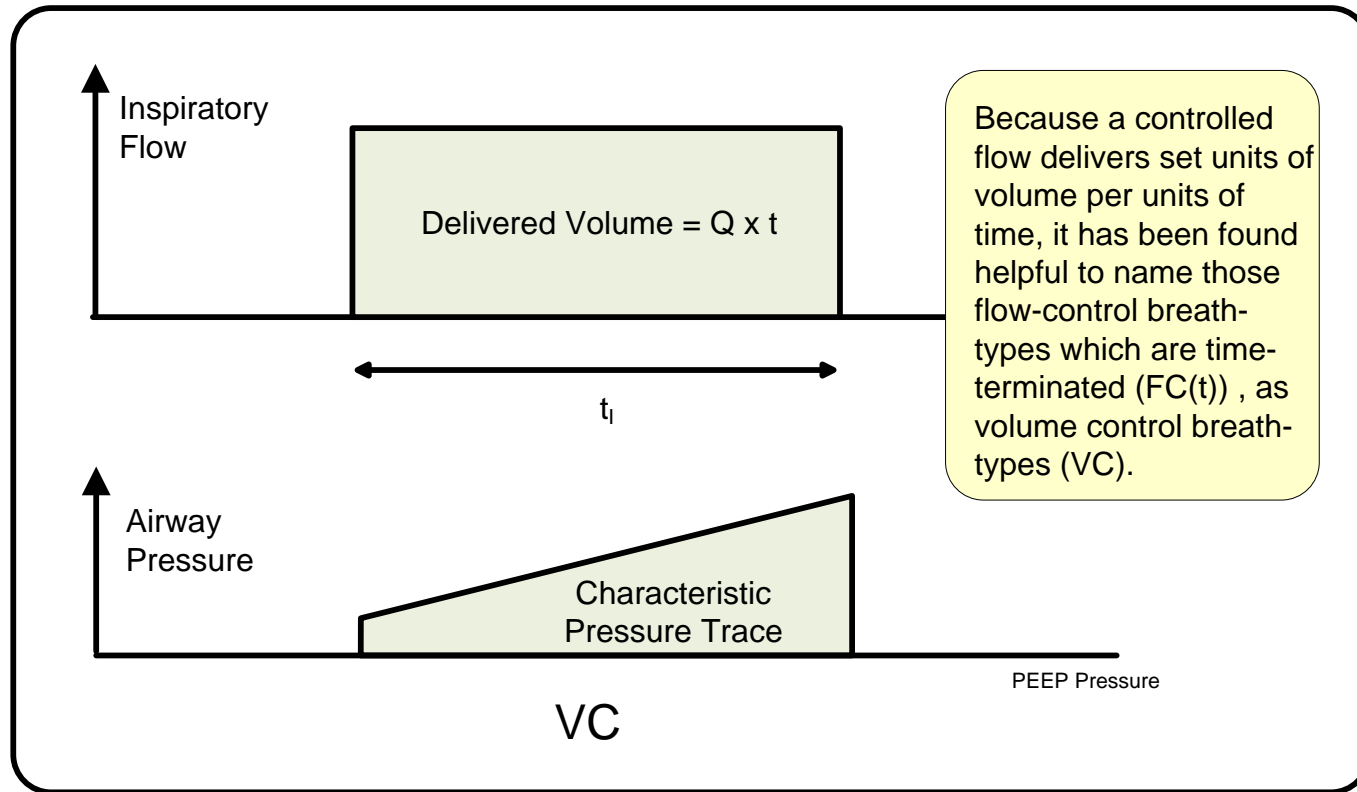 Inspiratory
Flow
Delivered Volume = Q x t
Because a controlled
flow delivers set units of
volume per units of
time, it has been found
helpful to name those
flow-control breath-
types which are time-
terminated (FC(t)) , as
volume control breath-
types (VC).
tI
Airway
Pressure
Characteristic
Pressure Trace
PEEP Pressure
VC